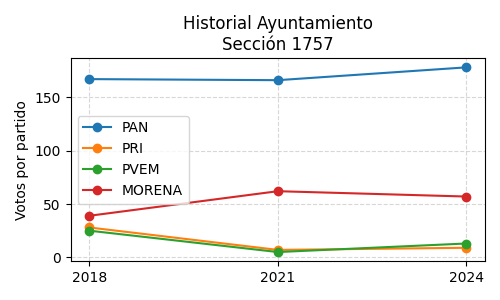 Historial Ayuntamiento
Sección 1757
Votos por partido
150
100
50
0
PAN
PRI
PVEM
MORENA
2018
2021
2024